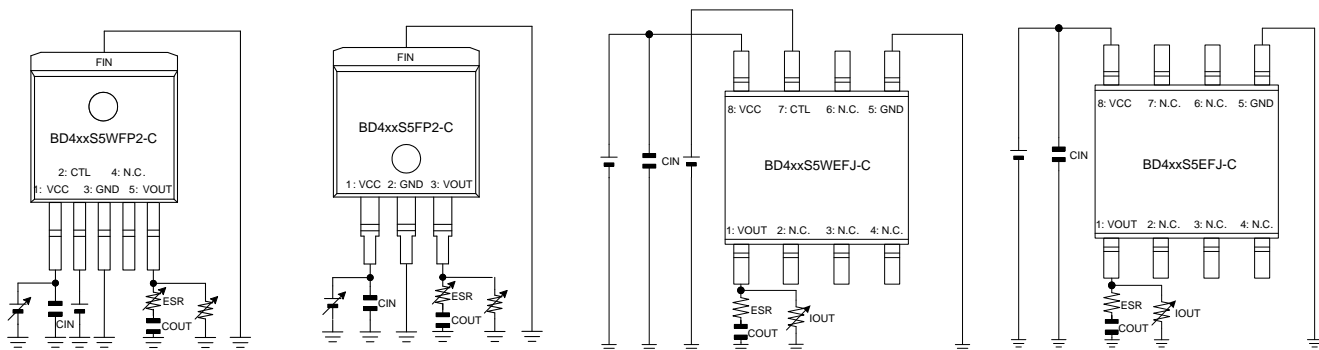 FIN
BD4xxS5WFP2-C
2: CTL 4: N.C.
1: VCC 3: GND 5: VOUT
CIN
ESR
COUT
FIN
BD4xxS5FP2-C
1: VCC 2: GND 3: VOUT
CIN
ESR
COUT
8: VCC 7: CTL 6: N.C. 5: GND
CIN
BD4xxS5WEFJ-C
1: VOUT 2: N.C. 3: N.C. 4: N.C.
ESR
COUT
IOUT
8: VCC 7: N.C. 6: N.C. 5: GND
CIN
BD4xxS5EFJ-C
1: VOUT 2: N.C. 3: N.C. 4: N.C.
ESR
COUT
IOUT